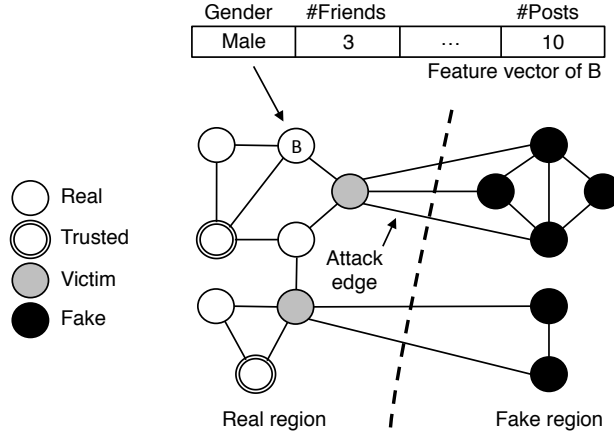 Gender #Friends #Posts
Male 3 ... 10
Feature vector of B
B
Real
Trusted
Victim
Fake
Attack
edge
Real region Fake region